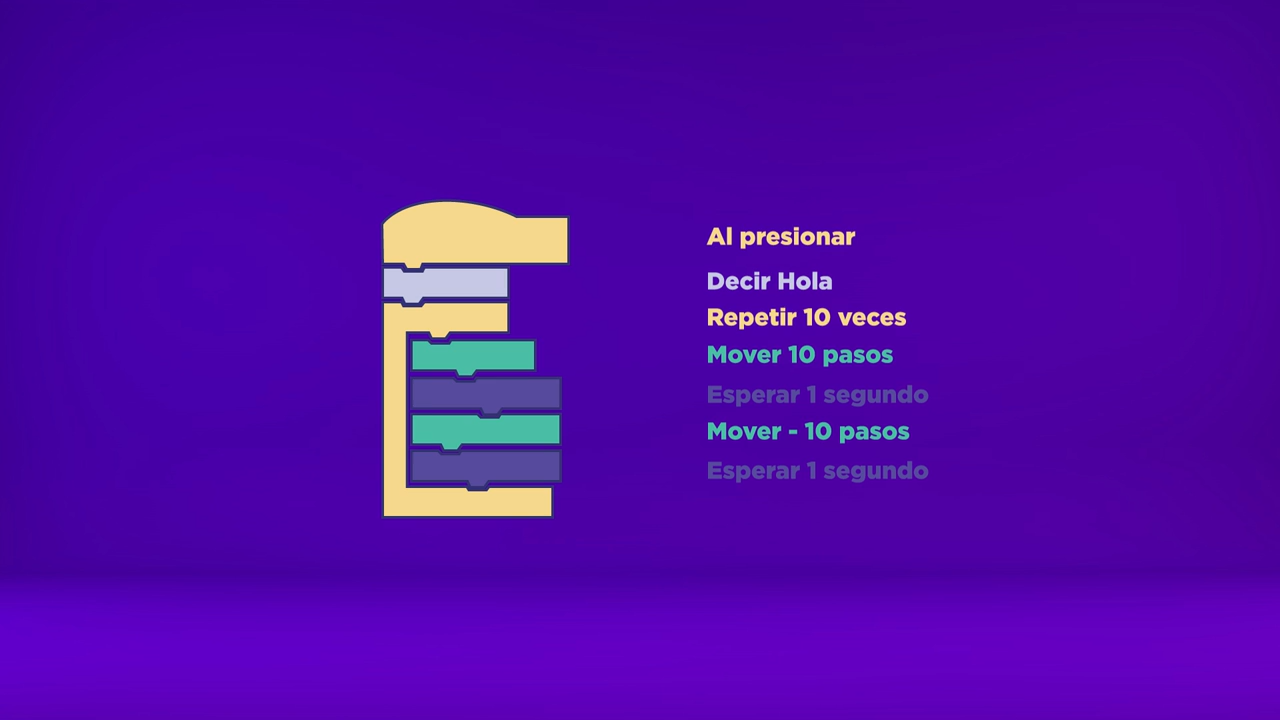 Al presionar
Decir Hola
Repetir 10 veces
Mover 10 pasos
Esperar 1 segundo
Mover - 10 pasos
Esperar 1 segundo